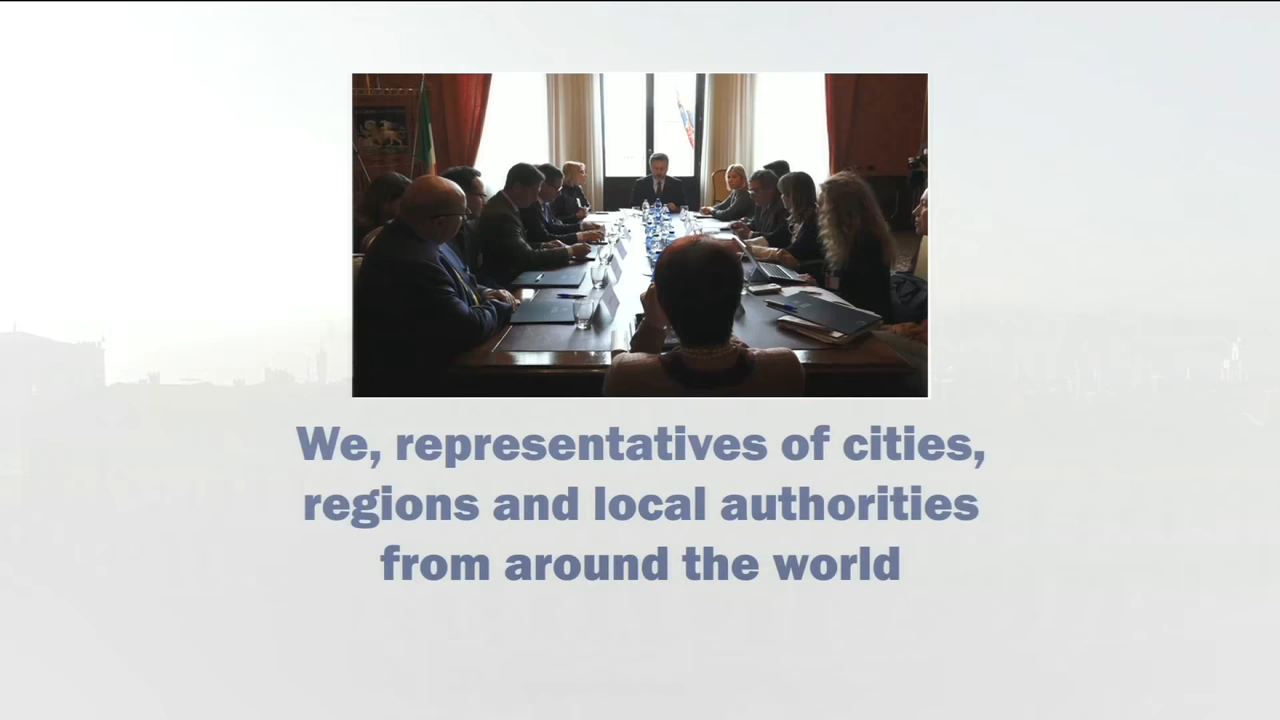 We, representatives of cities,
regions and local authorities
from around the world